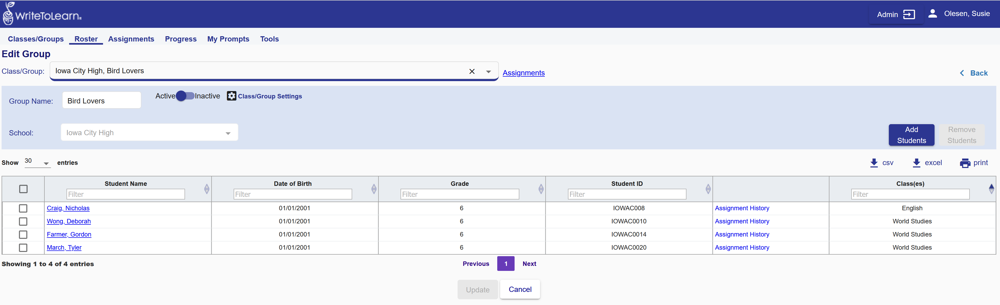 WriteToLearn®
Admin
Olesen, Susie
Classes/Groups Roster Assignments Progress My Prompts Tools
Edit Group
Class/Group: Iowa City High, Bird Lovers Assignments
Back
Group Name: Bird Lovers Active Inactive Class/Group Settings
School: Iowa City High
Add Students
Remove Students
Show 30 entries
csv excel print
Student Name Date of Birth Grade Student ID Class(es)
Filter Filter Filter Filter Filter
Craig, Nicholas 01/01/2001 6 IOWAC008 Assignment History English
Wong, Deborah 01/01/2001 6 IOWAC0010 Assignment History World Studies
Farmer, Gordon 01/01/2001 6 IOWAC0014 Assignment History World Studies
March, Tyler 01/01/2001 6 IOWAC0020 Assignment History World Studies
Showing 1 to 4 of 4 entries Previous 1 Next
Update Cancel